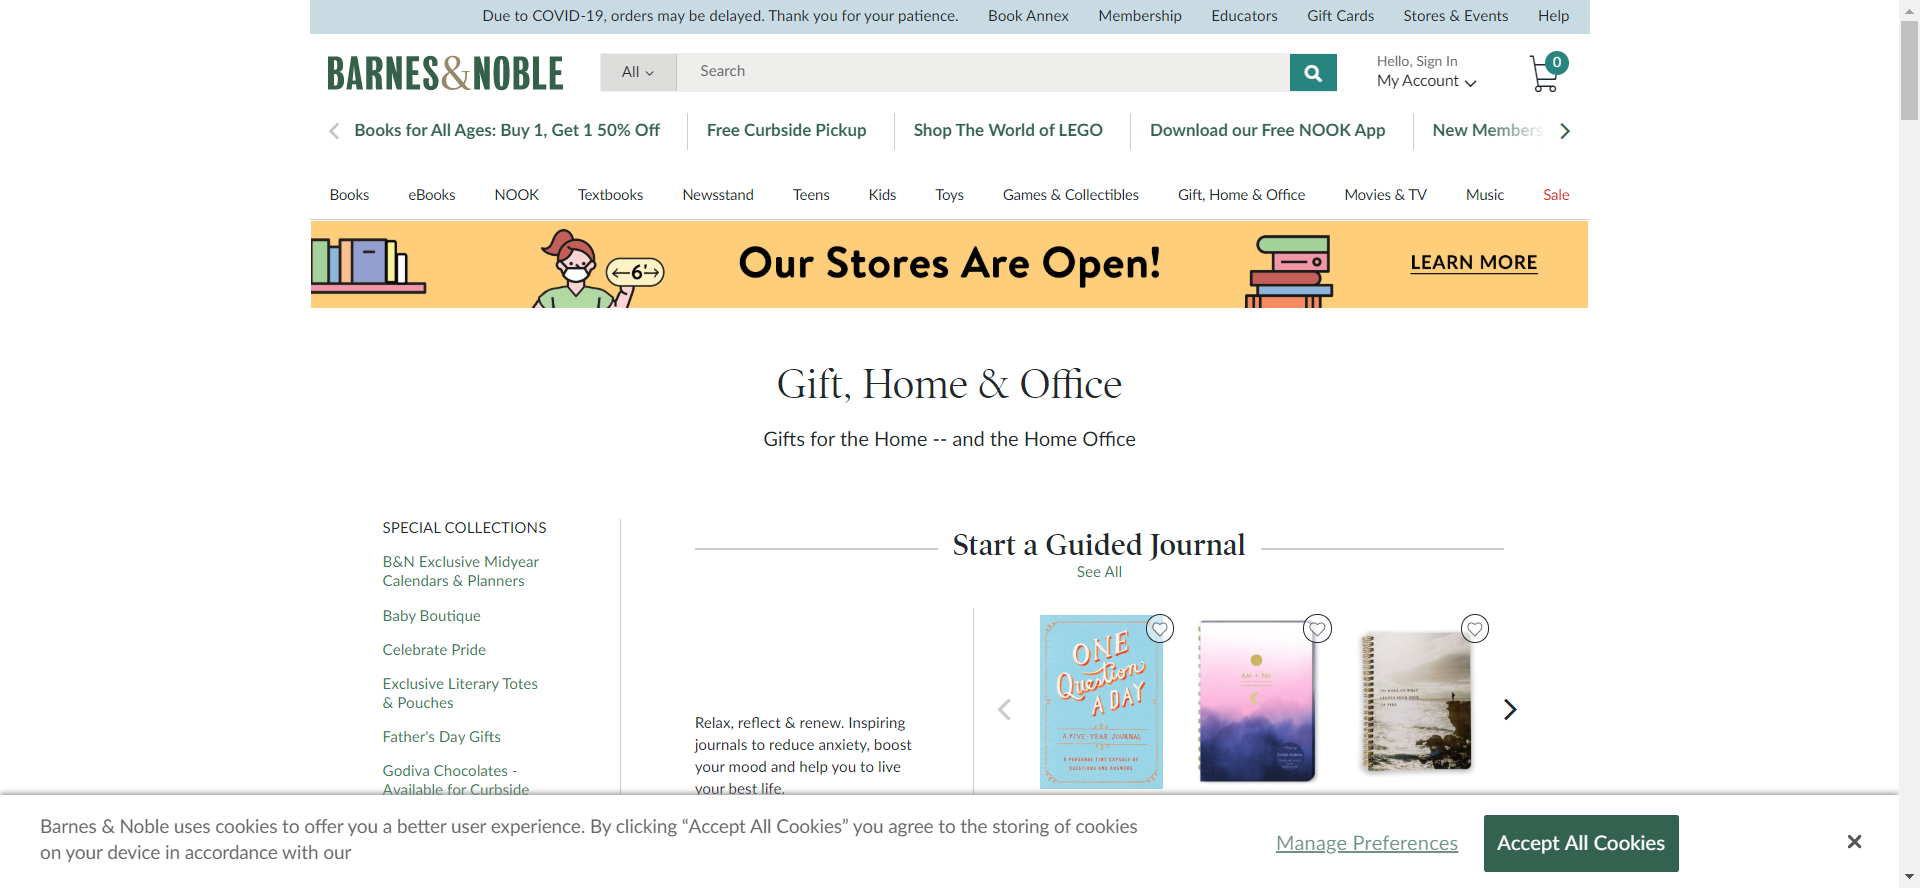 Due to COVID-19, orders may be delayed. Thank you for your patience. Book Annex Membership Educators Gift Cards Stores & Events Help
BARNES&NOBLE
All Search
Hello, Sign In
My Account
0
Books for All Ages: Buy 1, Get 1 50% Off Free Curbside Pickup Shop The World of LEGO Download our Free NOOK App New Members
Books eBooks NOOK Textbooks Newsstand Teens Kids Toys Games & Collectibles Gift, Home & Office Movies & TV Music Sale
6'
Our Stores Are Open!
LEARN MORE
Gift, Home & Office
Gifts for the Home -- and the Home Office
SPECIAL COLLECTIONS
B&N Exclusive Midyear
Calendars & Planners
Baby Boutique
Celebrate Pride
Exclusive Literary Totes
& Pouches
Father's Day Gifts
Godiva Chocolates -
Available for Curbside
Start a Guided Journal
See All
Relax, reflect & renew. Inspiring
journals to reduce anxiety, boost
your mood and help you to live
your best life.
ONE
Question
A DAY
A FIVE-YEAR JOURNAL
A PERSONAL TIME CAPSULE OF
QUESTIONS AND ANSWERS
AM + PM
Barnes & Noble uses cookies to offer you a better user experience. By clicking “Accept All Cookies” you agree to the storing of cookies
on your device in accordance with our
Manage Preferences
Accept All Cookies